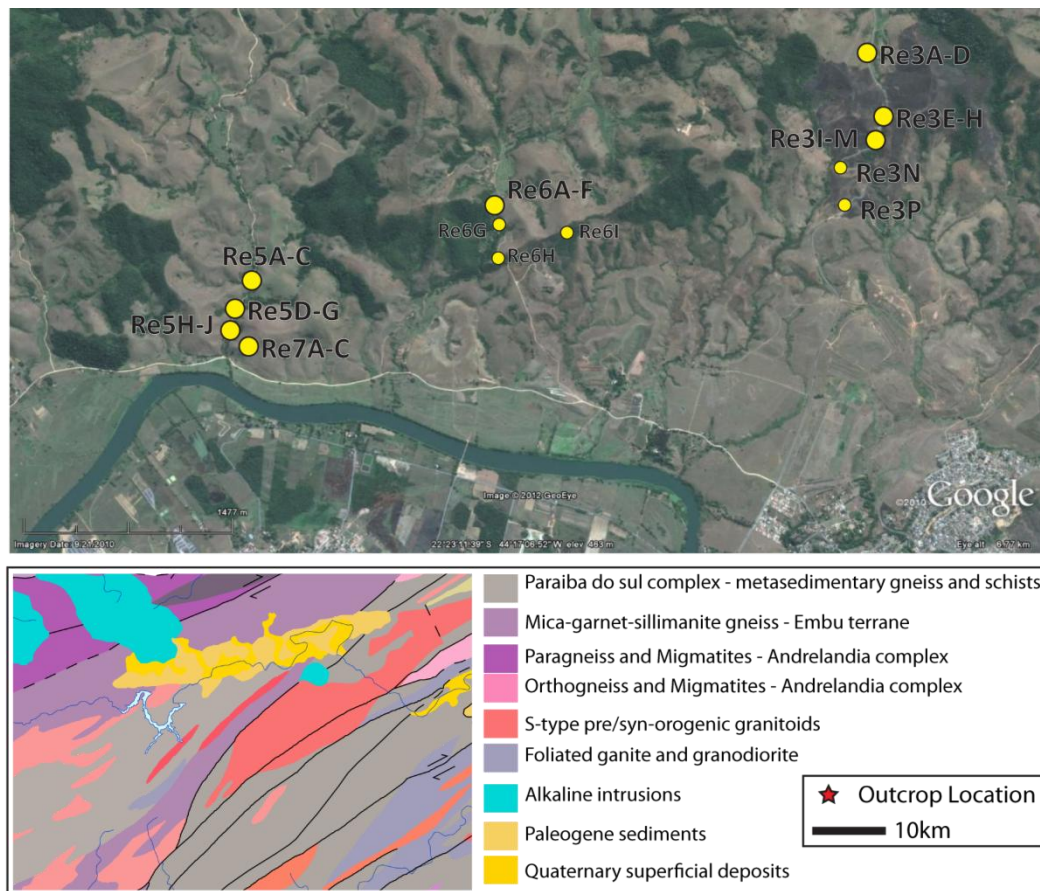 Re3A-D
Re3E-H
Re3I-M
Re3N
Re3P
Re6A-F
Re6G
Re6I
Re6H
Re5A-C
Re5D-G
Re5H-J
Re7A-C
1477 m
Image © 2012 GeoEye
©2010 Google
Imagery Date: 9/21/2010
22°23'11.39" S 44°17'06.52" W elev 463 m
Eye alt 6.77 km
Paraiba do sul complex - metasedimentary gneiss and schists
Mica-garnet-sillimanite gneiss - Embu terrane
Paragneiss and Migmatites - Andrelandia complex
Orthogneiss and Migmatites - Andrelandia complex
S-type pre/syn-orogenic granitoids
Foliated ganite and granodiorite
Alkaline intrusions
Paleogene sediments
Quaternary superficial deposits
Outcrop Location
10km